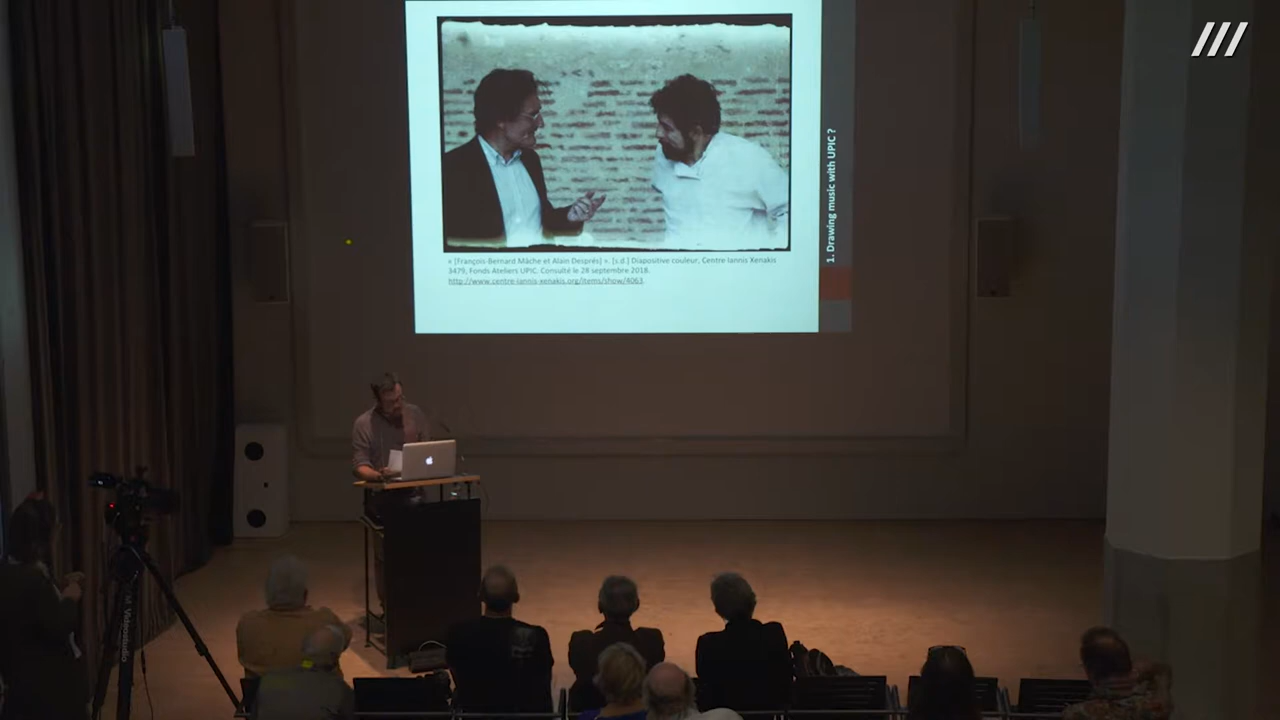 « [François-Bernard Mâche et Alain Després] ». [s.d.] Diapositive couleur, Centre Iannis Xenakis
3479, Fonds Ateliers UPIC. Consulté le 28 septembre 2018.
http://www.centre-iannis-xenakis.org/items/show/4063.
1. Drawing music with UPIC ?